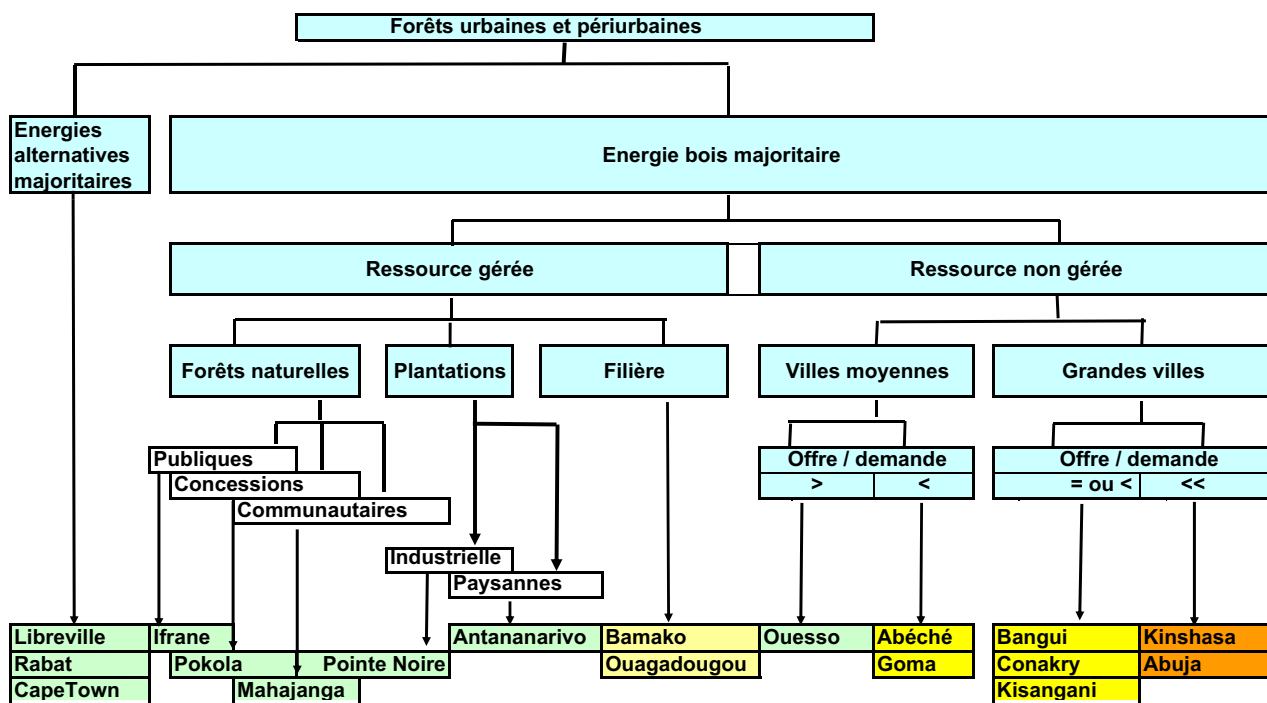 Forêts urbaines et périurbaines
Energies
alternatives
majoritaires
Energie bois majoritaire
Ressource gérée
Ressource non gérée
Forêts naturelles
Plantations
Filière
Villes moyennes
Grandes villes
Publiques
Concessions
Communautaires
Offre / demande
> <
Offre / demande
= ou < <<
Industrielle
Paysannes
Libreville
Rabat
CapeTown
Ifrane
Pokola
Mahajanga
Pointe Noire
Antananarivo
Bamako
Ouagadougou
Ouesso
Abéché
Goma
Bangui
Conakry
Kisangani
Kinshasa
Abuja